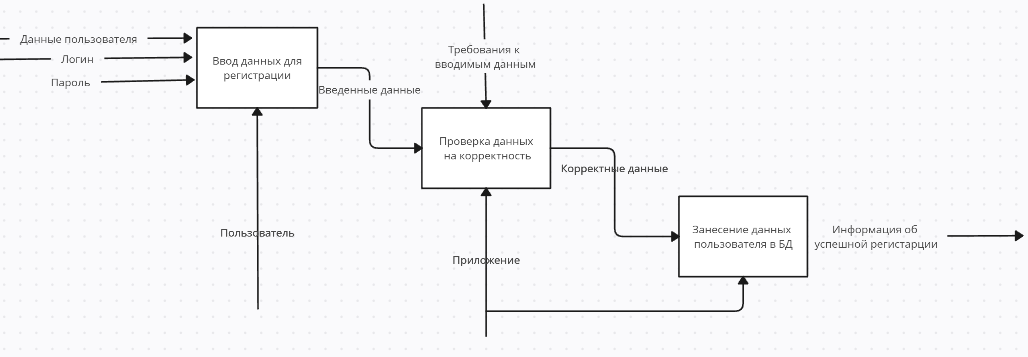 Данные пользователя
Логин
Пароль
Ввод данных для
регистрации
Введенные данные
Требования к
вводимым данным
Проверка данных
на корректность
Корректные данные
Пользователь
Приложение
Занесение данных
пользователя в БД
Информация об
успешной регистарции